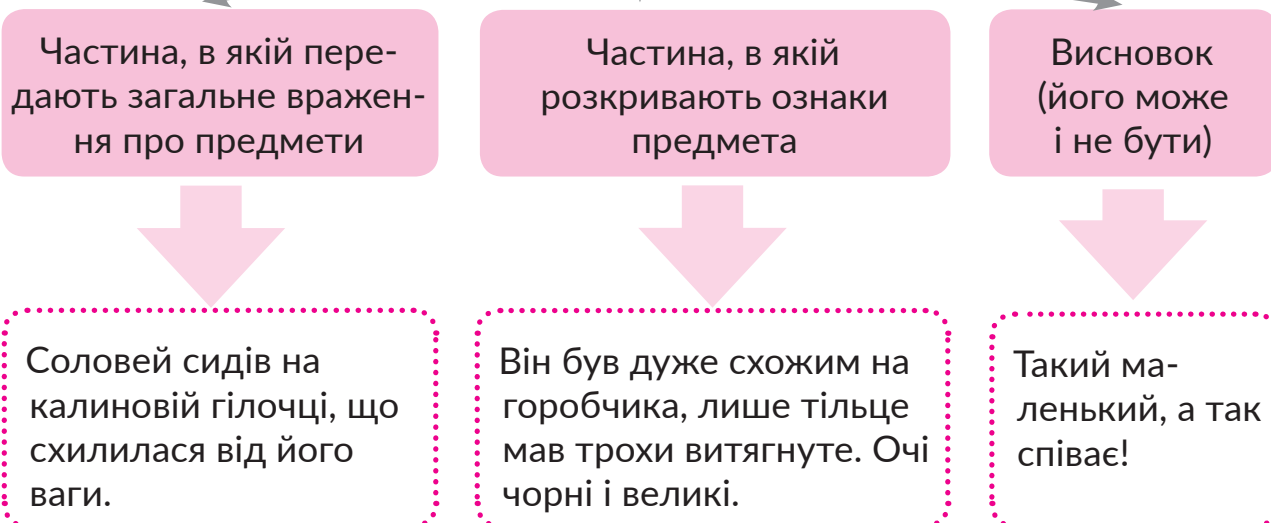 Частина, в якій пере-
дають загальне вражен-
ня про предмети
Частина, в якій
розкривають ознаки
предмета
Висновок
(його може
і не бути)
Соловей сидів на
калиновій гілочці, що
схилилася від його
ваги.
Він був дуже схожим на
горобчика, лише тільце
мав трохи витягнуте. Очі
чорні і великі.
Такий ма-
ленький, а так
співає!